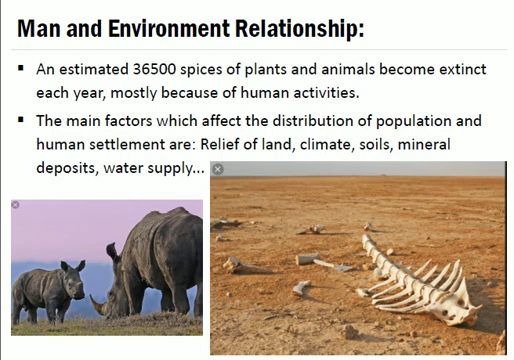 Man and Environment Relationship:
▪ An estimated 36500 spices of plants and animals become extinct
each year, mostly because of human activities.
▪ The main factors which affect the distribution of population and
human settlement are: Relief of land, climate, soils, mineral
deposits, water supply...